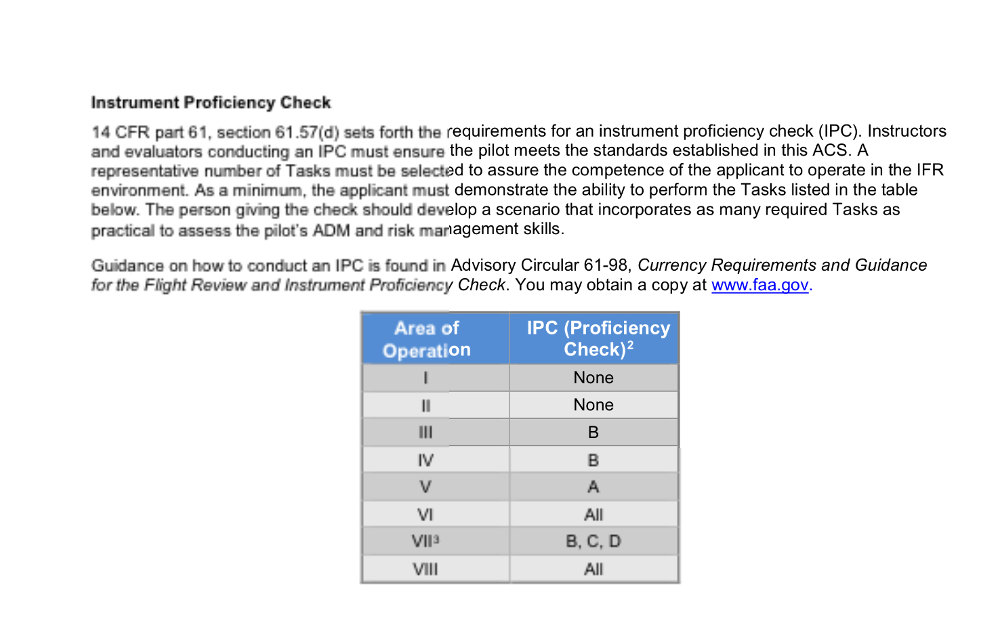 Instrument Proficiency Check
14 CFR part 61, section 61.57(d) sets forth the requirements for an instrument proficiency check (IPC). Instructors
and evaluators conducting an IPC must ensure the pilot meets the standards established in this ACS. A
representative number of Tasks must be selected to assure the competence of the applicant to operate in the IFR
environment. As a minimum, the applicant must demonstrate the ability to perform the Tasks listed in the table
below. The person giving the check should develop a scenario that incorporates as many required Tasks as
practical to assess the pilot's ADM and risk management skills.
Guidance on how to conduct an IPC is found in Advisory Circular 61-98, Currency Requirements and Guidance
for the Flight Review and Instrument Proficiency Check. You may obtain a copy at www.faa.gov.
Area of IPC (Proficiency
Operation Check)²
I None
II None
III B
IV B
V A
VI All
VII³ B, C, D
VIII All